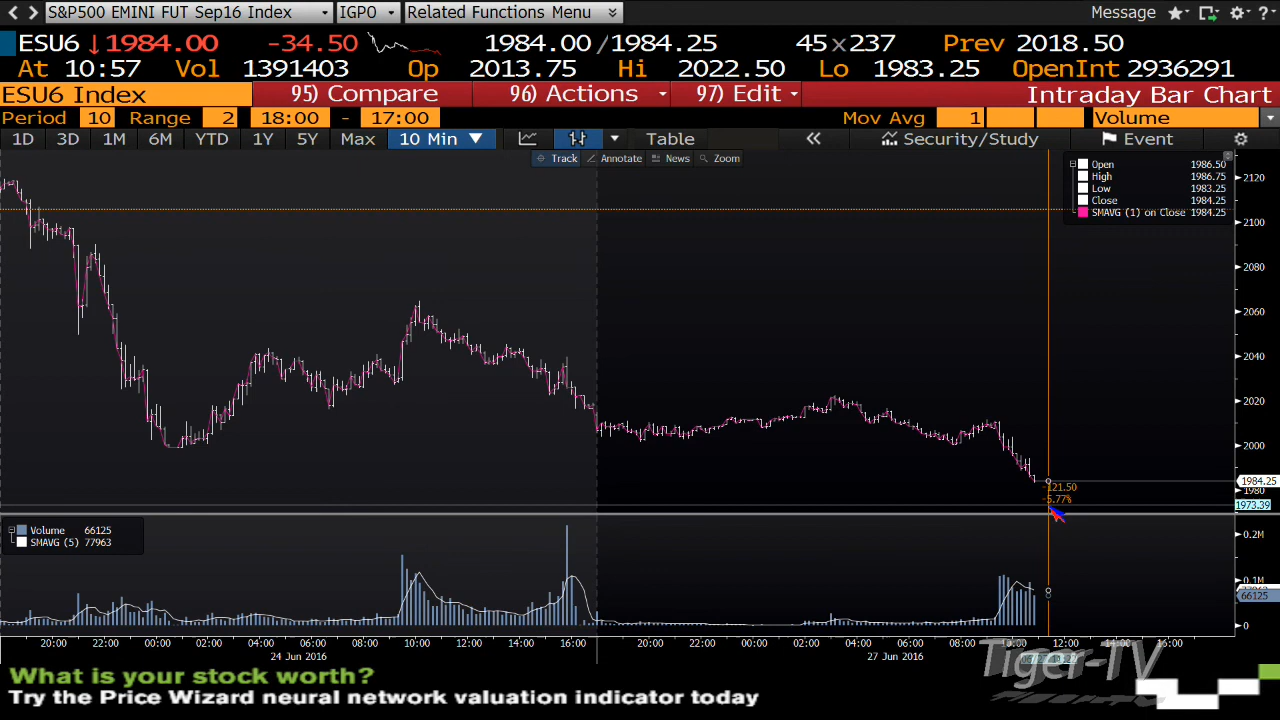 S&P500 EMINI FUT Sep16 Index IGPO Related Functions Menu Message
ESU6 ↓1984.00 -34.50 1984.00/1984.25 45x237 Prev 2018.50
At 10:57 Vol 1391403 Op 2013.75 Hi 2022.50 Lo 1983.25 OpenInt 2936291
ESU6 Index 95) Compare 96) Actions 97) Edit Intraday Bar Chart
Period 10 Range 2 18:00 - 17:00 Mov Avg 1 Volume
1D 3D 1M 6M YTD 1Y 5Y Max 10 Min Table Security/Study Event
Track Annotate News Zoom
Open 1986.50
High 1986.75
Low 1983.25
Close 1984.25
SMAVG (1) on Close 1984.25
2120
2100
2080
2060
2040
2020
2000
1984.25
1980
1973.39
-121.50
-5.77%
Volume 66125
SMAVG (5) 77963
0.2M
0.1M
66125
0
20:00 22:00 00:00 02:00 04:00 06:00 08:00 10:00 12:00 14:00 16:00 20:00 22:00 00:00 02:00 04:00 06:00 08:00 10:00 12:00 14:00 16:00
24 Jun 2016 27 Jun 2016
Tiger-TV
What is your stock worth?
Try the Price Wizard neural network valuation indicator today